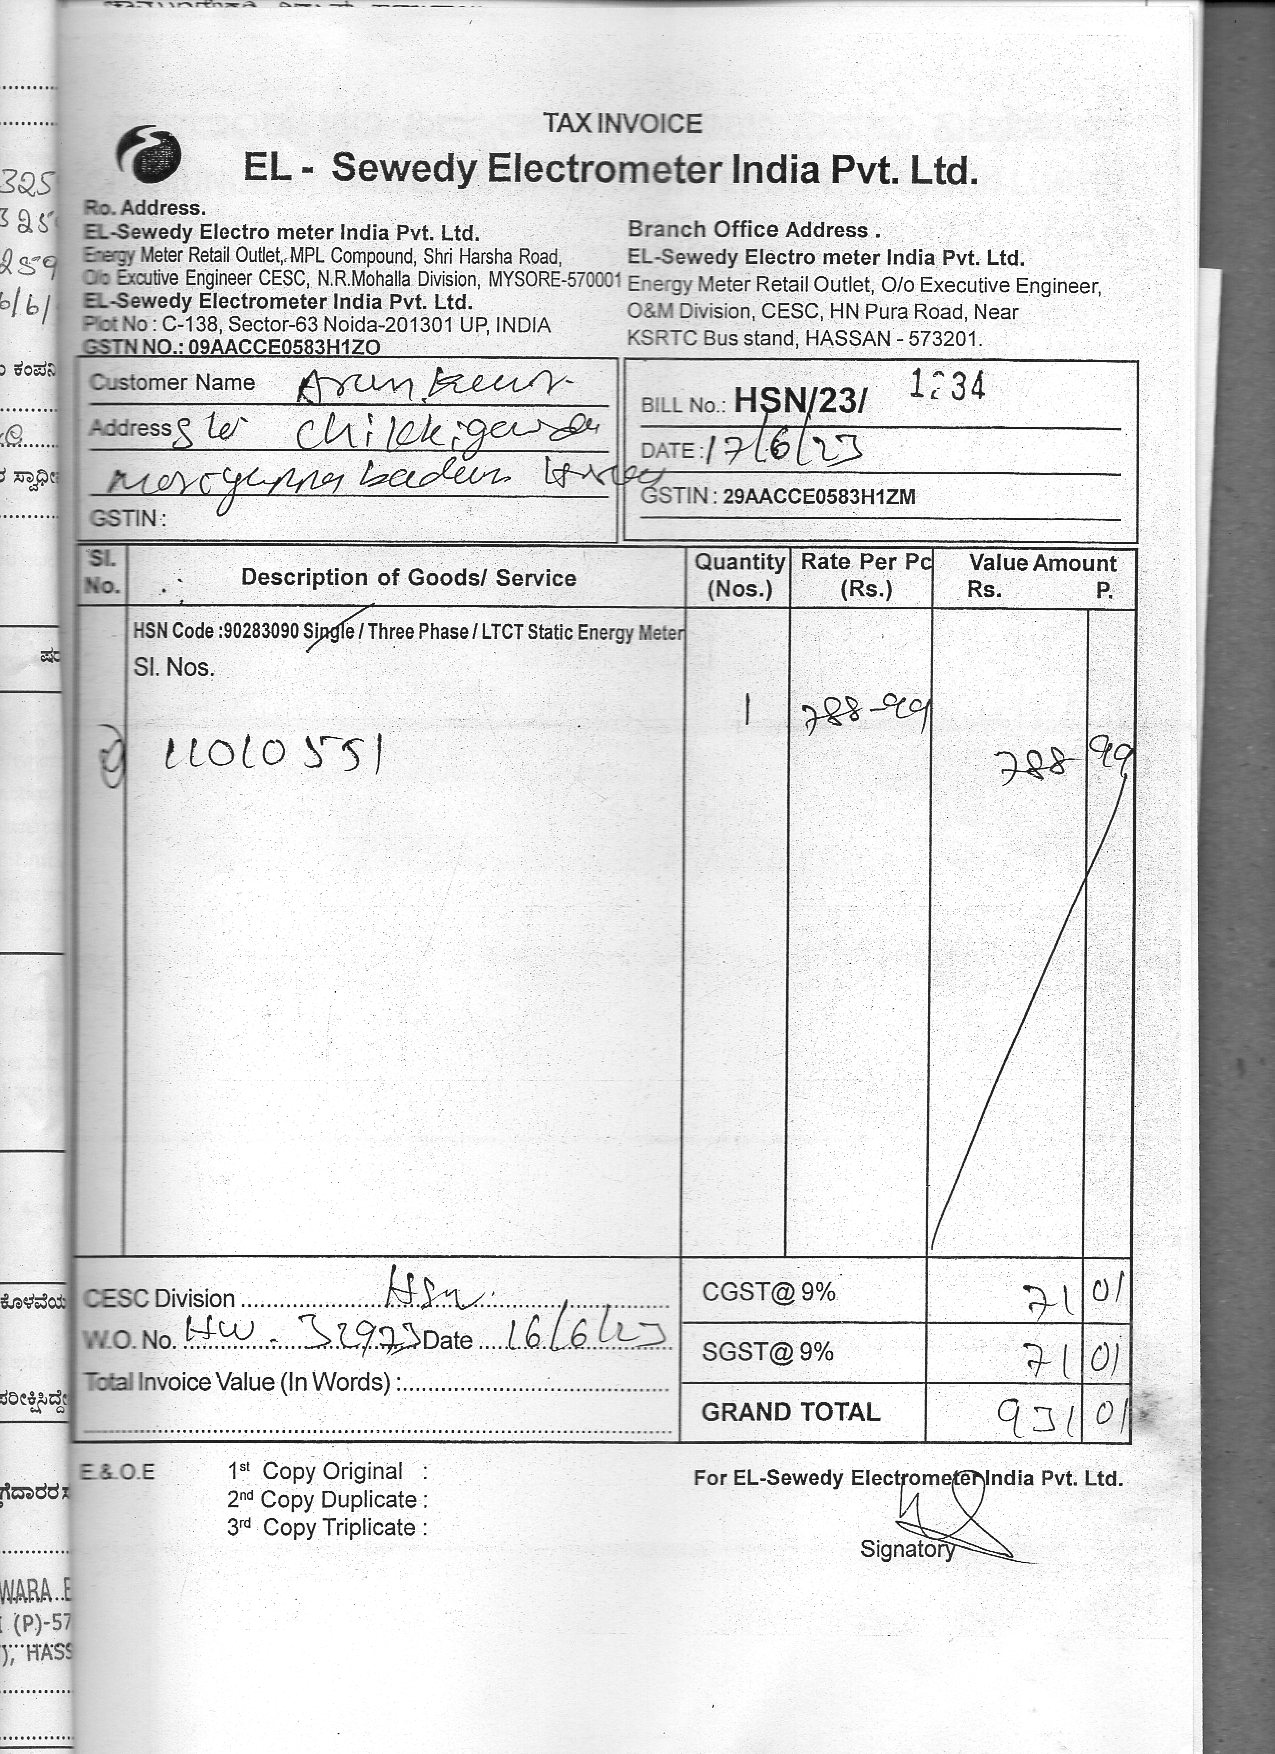 TAX INVOICE
EL - Sewedy Electrometer India Pvt. Ltd.
Ro. Address.
EL-Sewedy Electro meter India Pvt. Ltd.
Energy Meter Retail Outlet, MPL Compound, Shri Harsha Road,
O/o Excutive Engineer CESC, N.R.Mohalla Division, MYSORE-570001
EL-Sewedy Electrometer India Pvt. Ltd.
Plot No : C-138, Sector-63 Noida-201301 UP, INDIA
GSTN NO.: 09AACCE0583H1ZO
Branch Office Address .
EL-Sewedy Electro meter India Pvt. Ltd.
Energy Meter Retail Outlet, O/o Executive Engineer,
O&M Division, CESC, HN Pura Road, Near
KSRTC Bus stand, HASSAN - 573201.
Customer Name Arun
Address
GSTIN :
BILL No.: HSN/23/ 1234
DATE : 17/6/23
GSTIN : 29AACCE0583H1ZM
Sl. No.
Description of Goods/ Service
Quantity (Nos.)
Rate Per Pc (Rs.)
Value Amount
Rs. P.
HSN Code :90283090 Single / Three Phase / LTCT Static Energy Meter
Sl. Nos.
1 788-99
11010551
788 99
CESC Division Hsn
W.O. No. HW - 32973 Date 16/6/23
Total Invoice Value (In Words) :
CGST@ 9% 71 01
SGST@ 9% 71 01
GRAND TOTAL 931 01
E & O.E
1st Copy Original :
2nd Copy Duplicate :
3rd Copy Triplicate :
For EL-Sewedy Electrometer India Pvt. Ltd.
Signatory